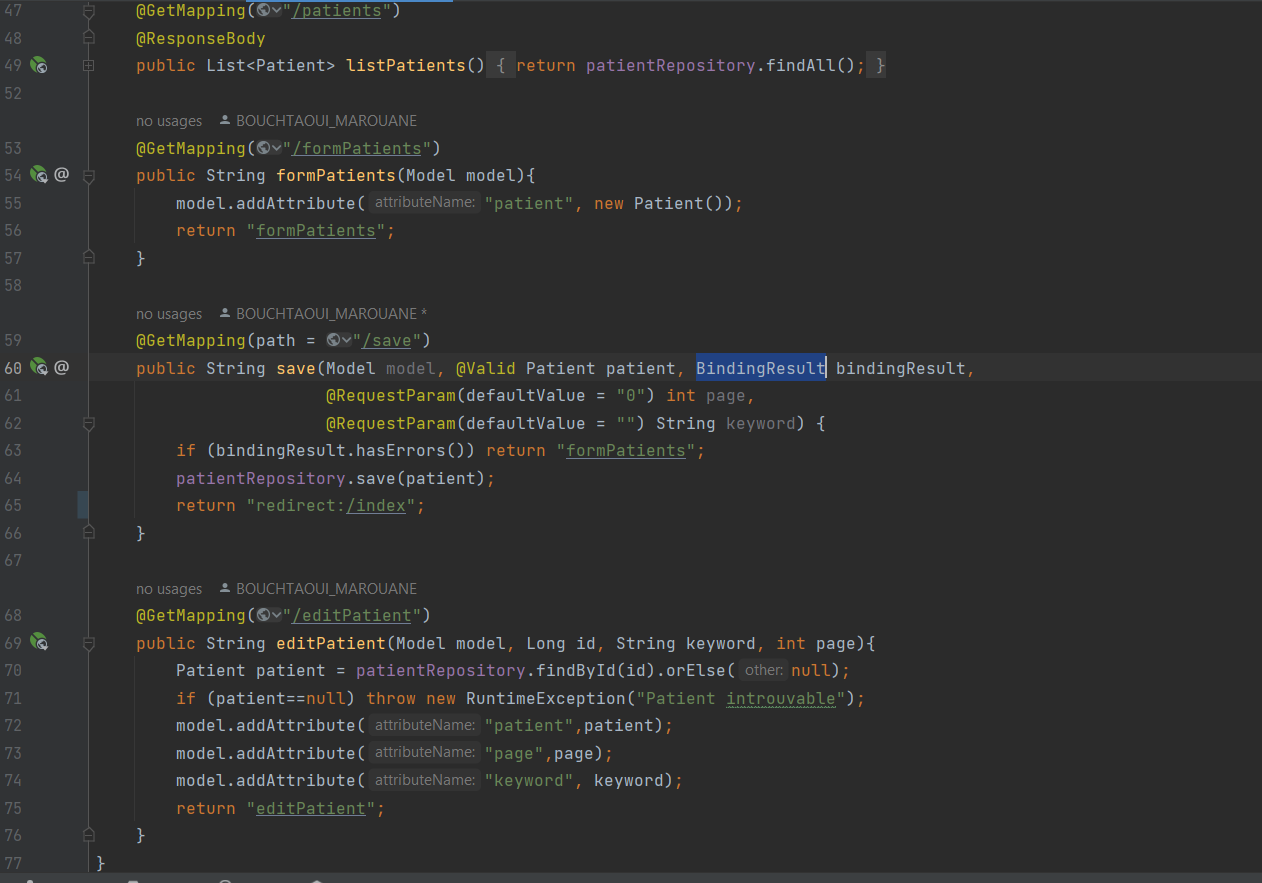 47 @GetMapping("/patients")
48 @ResponseBody
49 public List<Patient> listPatients() { return patientRepository.findAll(); }
52
no usages BOUCHTAOUI_MAROUANE
53 @GetMapping("/formPatients")
54 @ public String formPatients(Model model){
55 model.addAttribute( attributeName: "patient", new Patient());
56 return "formPatients";
57 }
58
no usages BOUCHTAOUI_MAROUANE *
59 @GetMapping(path = "/save")
60 @ public String save(Model model, @Valid Patient patient, BindingResult bindingResult,
61 @RequestParam(defaultValue = "0") int page,
62 @RequestParam(defaultValue = "") String keyword) {
63 if (bindingResult.hasErrors()) return "formPatients";
64 patientRepository.save(patient);
65 return "redirect:/index";
66 }
67
no usages BOUCHTAOUI_MAROUANE
68 @GetMapping("/editPatient")
69 public String editPatient(Model model, Long id, String keyword, int page){
70 Patient patient = patientRepository.findById(id).orElse( other: null);
71 if (patient==null) throw new RuntimeException("Patient introuvable");
72 model.addAttribute( attributeName: "patient",patient);
73 model.addAttribute( attributeName: "page",page);
74 model.addAttribute( attributeName: "keyword", keyword);
75 return "editPatient";
76 }
77 }